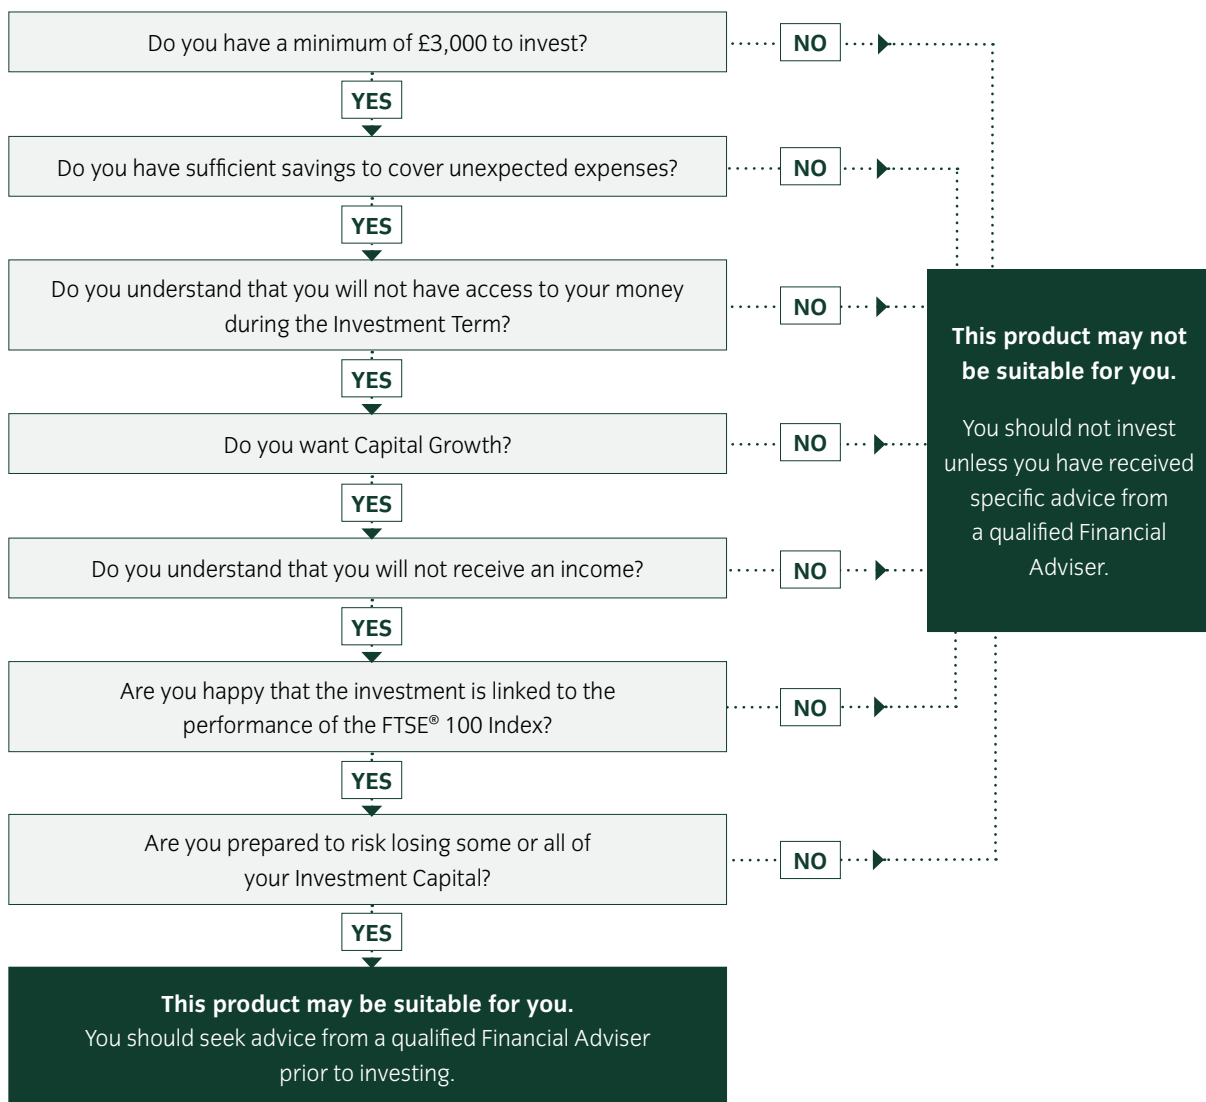 Do you have a minimum of £3,000 to invest?
NO
YES
Do you have sufficient savings to cover unexpected expenses?
NO
YES
Do you understand that you will not have access to your money
during the Investment Term?
NO
YES
Do you want Capital Growth?
NO
YES
Do you understand that you will not receive an income?
NO
YES
Are you happy that the investment is linked to the
performance of the FTSE® 100 Index?
NO
YES
Are you prepared to risk losing some or all of
your Investment Capital?
NO
YES
This product may be suitable for you.
You should seek advice from a qualified Financial Adviser
prior to investing.
This product may not
be suitable for you.
You should not invest
unless you have received
specific advice from
a qualified Financial
Adviser.